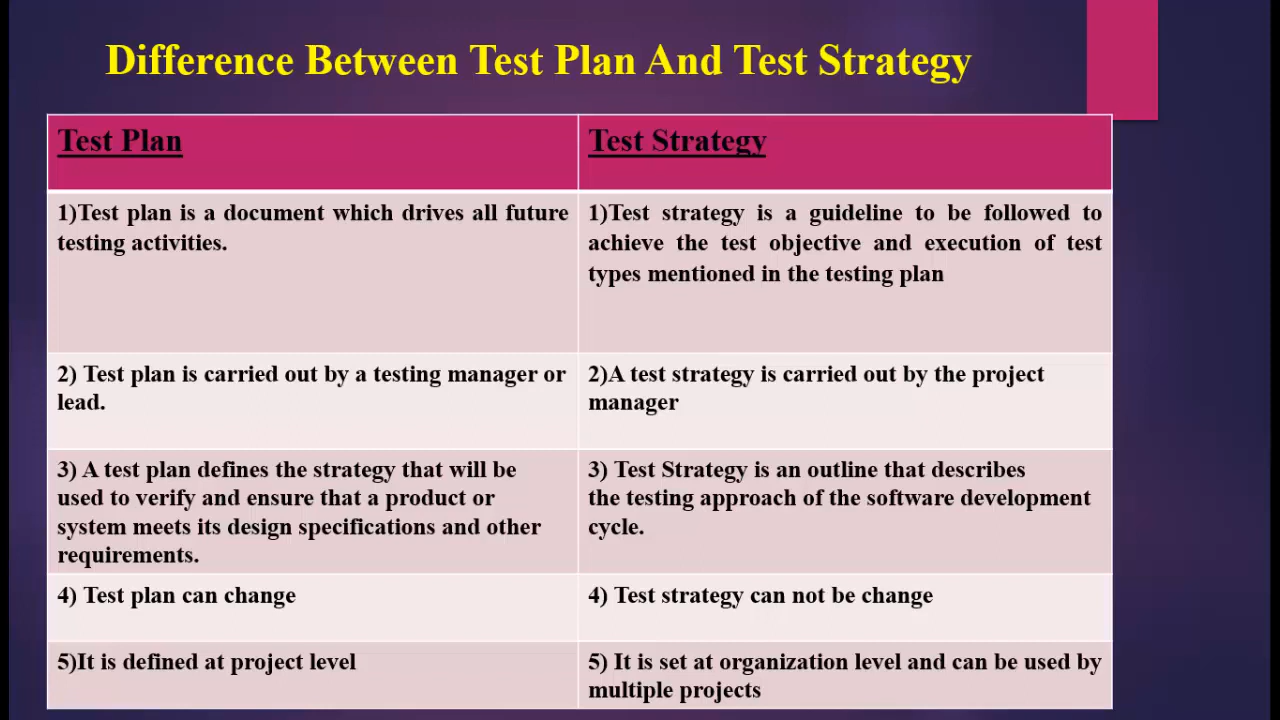 Difference Between Test Plan And Test Strategy
Test Plan
Test Strategy
1)Test plan is a document which drives all future
testing activities.
1)Test strategy is a guideline to be followed to
achieve the test objective and execution of test
types mentioned in the testing plan
2) Test plan is carried out by a testing manager or
lead.
2)A test strategy is carried out by the project
manager
3) A test plan defines the strategy that will be
used to verify and ensure that a product or
system meets its design specifications and other
requirements.
3) Test Strategy is an outline that describes
the testing approach of the software development
cycle.
4) Test plan can change
4) Test strategy can not be change
5)It is defined at project level
5) It is set at organization level and can be used by
multiple projects